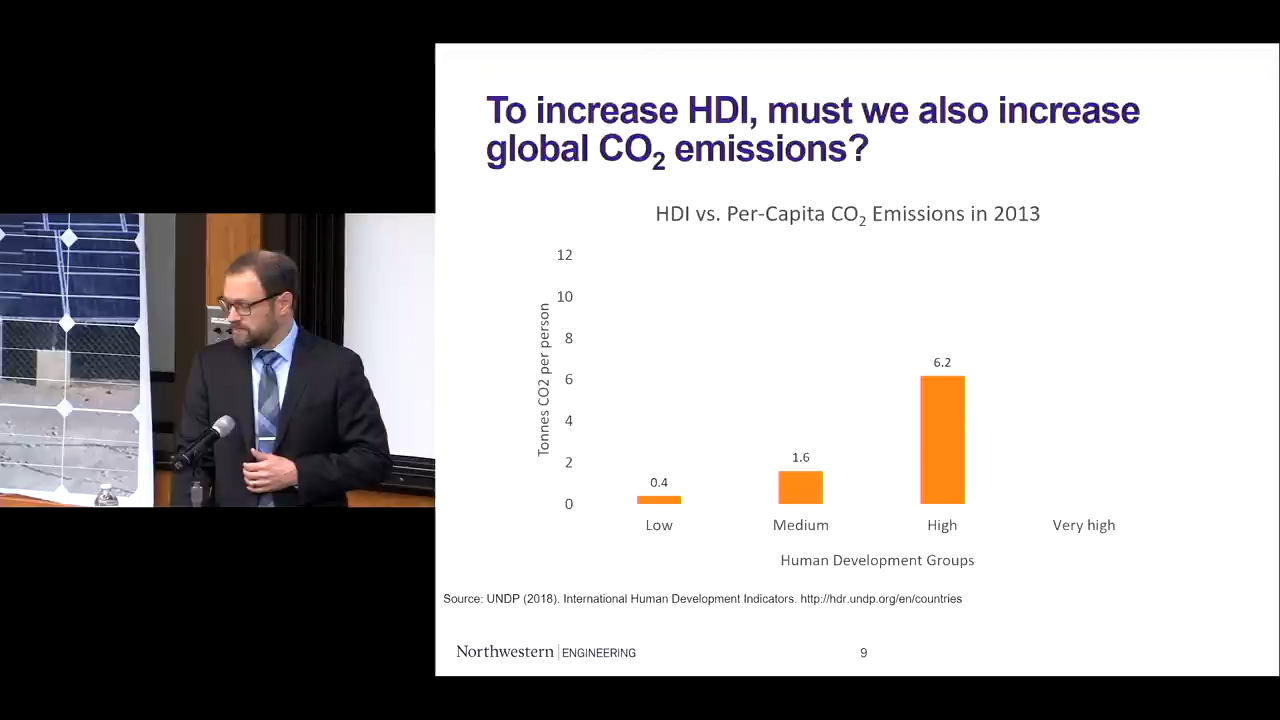 To increase HDI, must we also increase
global CO₂ emissions?
HDI vs. Per-Capita CO₂ Emissions in 2013
Tonnes CO2 per person
12
10
8
6
4
2
0
0.4
1.6
6.2
Low
Medium
High
Very high
Human Development Groups
Source: UNDP (2018). International Human Development Indicators. http://hdr.undp.org/en/countries
Northwestern | ENGINEERING
9